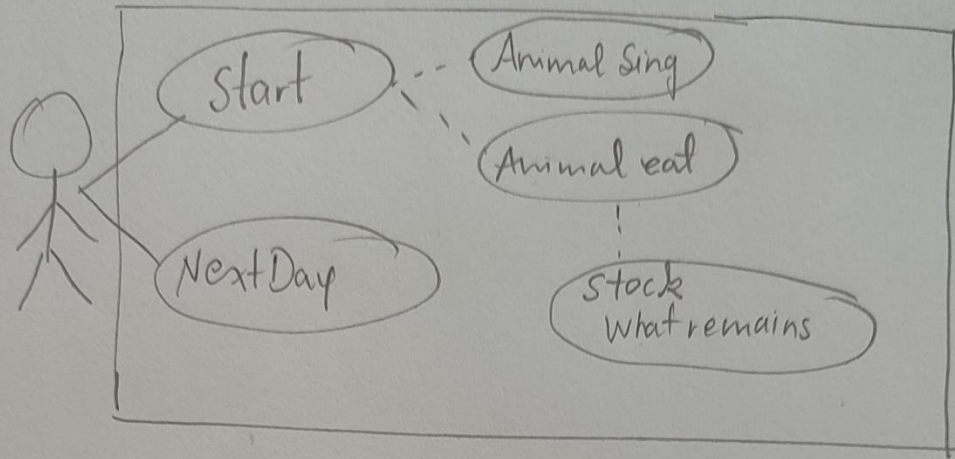 Start
Animal Sing
Animal eat
NextDay
Stock
What remains